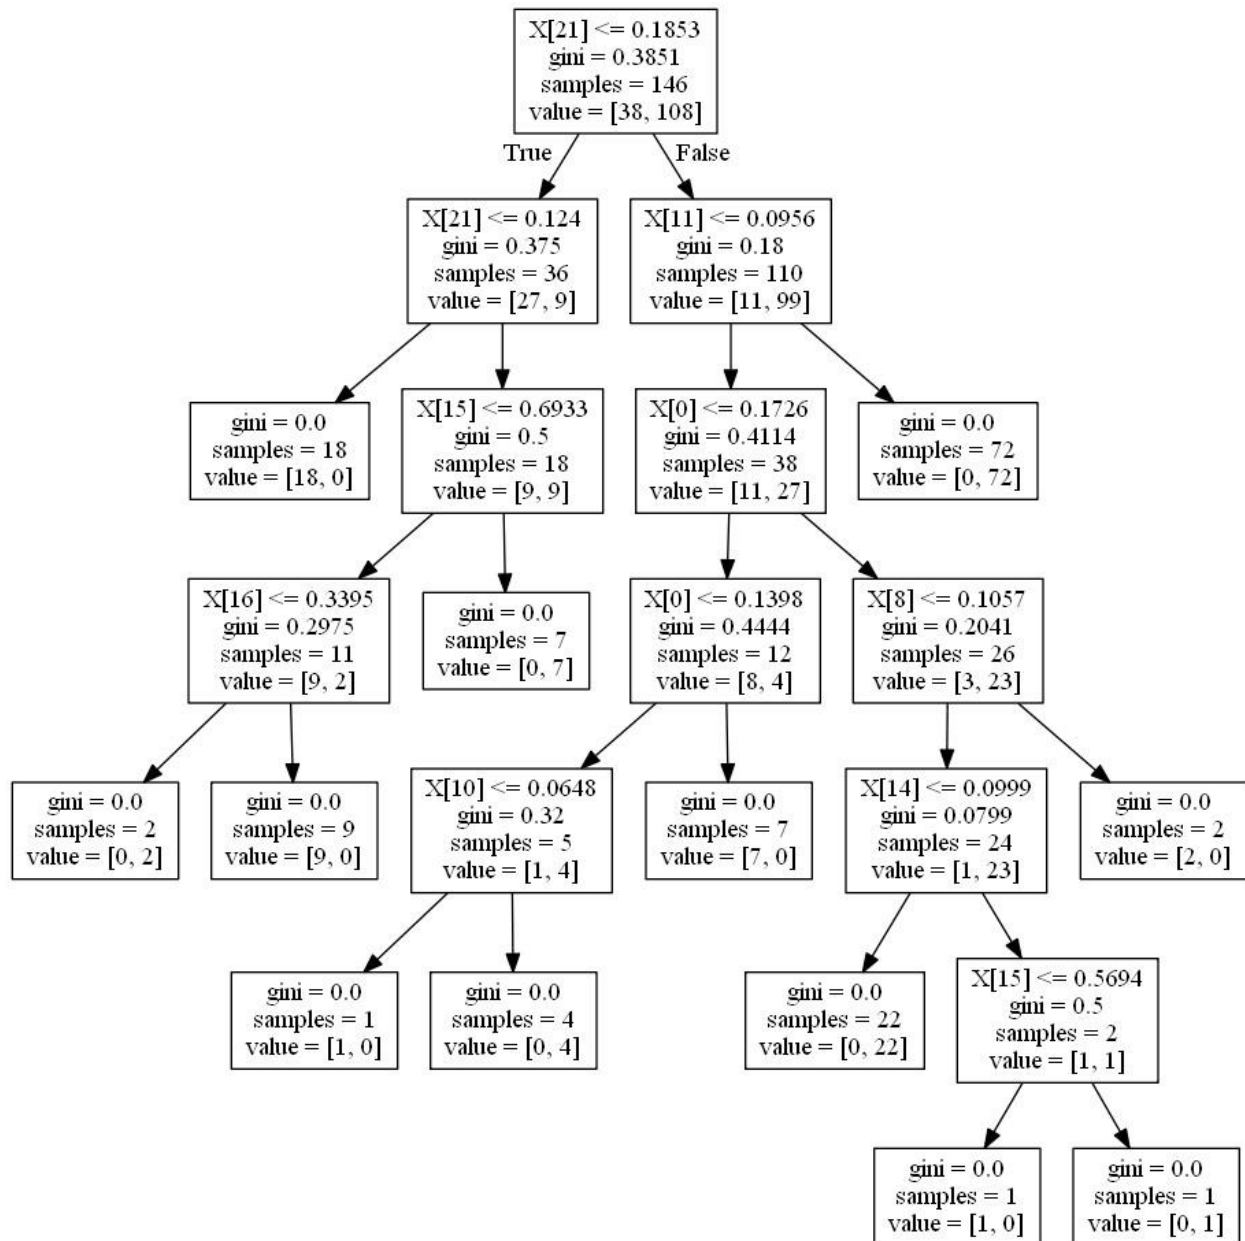 X[21] <= 0.1853
gini = 0.3851
samples = 146
value = [38, 108]
True
False
X[21] <= 0.124
gini = 0.375
samples = 36
value = [27, 9]
X[11] <= 0.0956
gini = 0.18
samples = 110
value = [11, 99]
gini = 0.0
samples = 18
value = [18, 0]
X[15] <= 0.6933
gini = 0.5
samples = 18
value = [9, 9]
X[0] <= 0.1726
gini = 0.4114
samples = 38
value = [11, 27]
gini = 0.0
samples = 72
value = [0, 72]
X[16] <= 0.3395
gini = 0.2975
samples = 11
value = [9, 2]
gini = 0.0
samples = 7
value = [0, 7]
X[0] <= 0.1398
gini = 0.4444
samples = 12
value = [8, 4]
X[8] <= 0.1057
gini = 0.2041
samples = 26
value = [3, 23]
gini = 0.0
samples = 2
value = [0, 2]
gini = 0.0
samples = 9
value = [9, 0]
X[10] <= 0.0648
gini = 0.32
samples = 5
value = [1, 4]
gini = 0.0
samples = 7
value = [7, 0]
X[14] <= 0.0999
gini = 0.0799
samples = 24
value = [1, 23]
gini = 0.0
samples = 2
value = [2, 0]
gini = 0.0
samples = 1
value = [1, 0]
gini = 0.0
samples = 4
value = [0, 4]
gini = 0.0
samples = 22
value = [0, 22]
X[15] <= 0.5694
gini = 0.5
samples = 2
value = [1, 1]
gini = 0.0
samples = 1
value = [1, 0]
gini = 0.0
samples = 1
value = [0, 1]